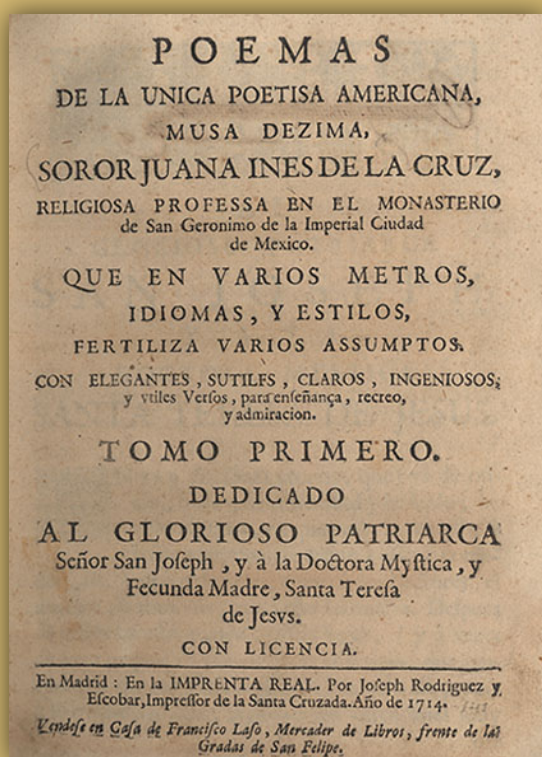 POEMAS
DE LA UNICA POETISA AMERICANA,
MUSA DEZIMA,
SOROR JUANA INES DE LA CRUZ,
RELIGIOSA PROFESSA EN EL MONASTERIO
de San Geronimo de la Imperial Ciudad
de Mexico.
QUE EN VARIOS METROS,
IDIOMAS, Y ESTILOS,
FERTILIZA VARIOS ASSUMPTOS.
CON ELEGANTES, SUTILES, CLAROS, INGENIOSOS,
y vtiles Versos, para enſeñança, recreo,
y admiracion.
TOMO PRIMERO.
DEDICADO
AL GLORIOSO PATRIARCA
Señor San Joſeph, y à la Doctora Myſtica, y
Fecunda Madre, Santa Tereſa
de Jesvs.
CON LICENCIA.
En Madrid: En la IMPRENTA REAL. Por Joſeph Rodriguez y
Eſcobar, Impreſſor de la Santa Cruzada. Año de 1714.
Vendeſe en Caſa de Franciſco Laſo, Mercader de Libros, frente de las
Gradas de San Felipe.